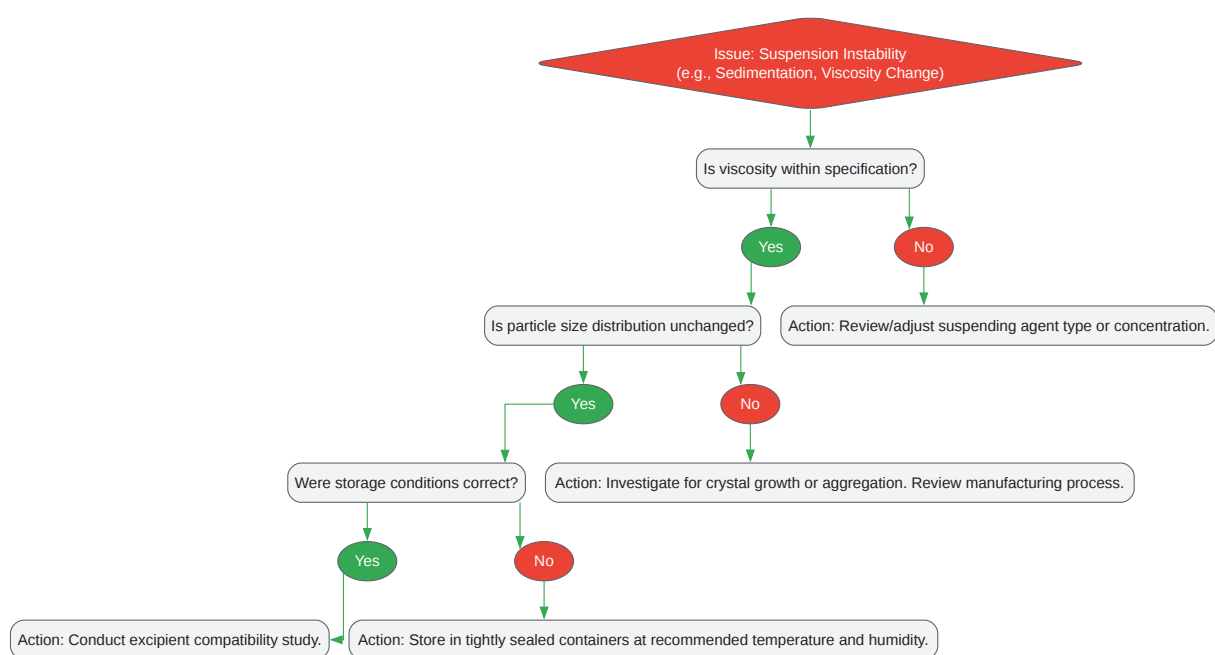 Issue: Suspension Instability
(e.g., Sedimentation, Viscosity Change)
Is viscosity within specification?
Yes
No
Is particle size distribution unchanged?
Action: Review/adjust suspending agent type or concentration.
Yes
No
Were storage conditions correct?
Action: Investigate for crystal growth or aggregation. Review manufacturing process.
Yes
No
Action: Conduct excipient compatibility study.
Action: Store in tightly sealed containers at recommended temperature and humidity.